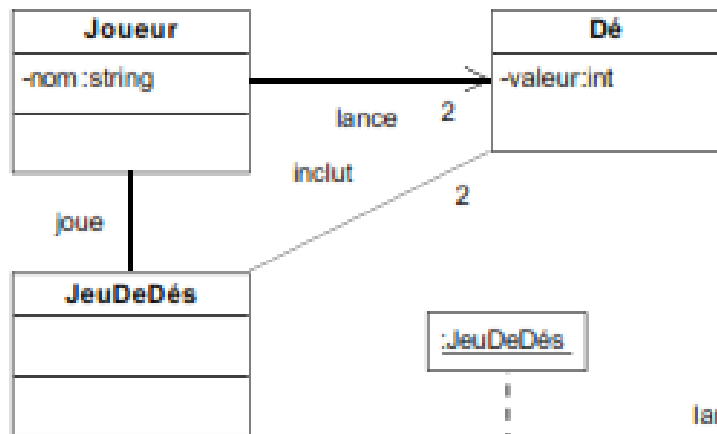 Joueur
-nom :string
Dé
-valeur:int
lance
2
inclut
2
joue
JeuDeDés
:JeuDeDés